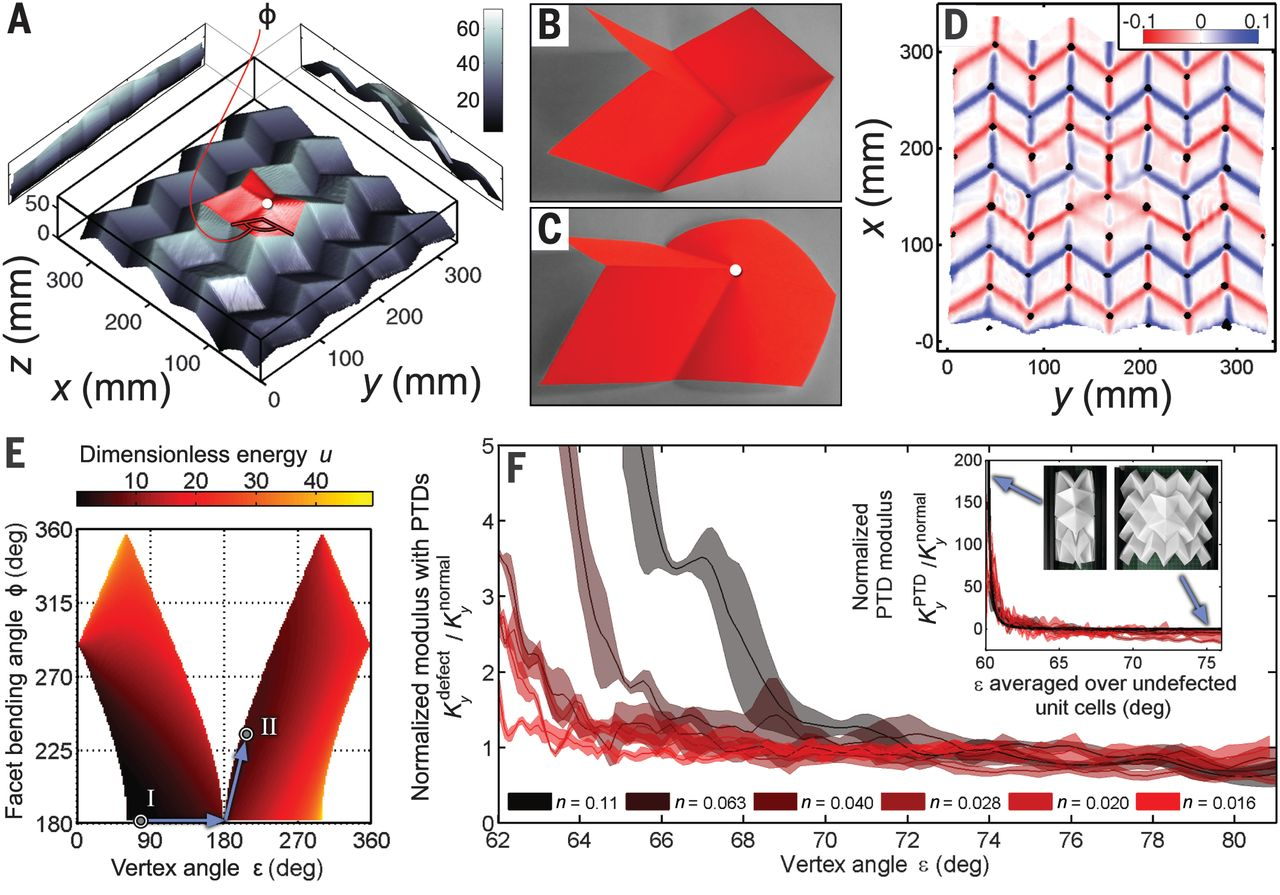 A
ϕ
60
40
20
50
0
z (mm)
300
200
100
0
x (mm)
100
200
300
y (mm)
B
C
D
-0.1 0 0.1
300
200
100
-0
x (mm)
0 100 200 300
y (mm)
E
Dimensionless energy u
10 20 30 40
Facet bending angle ϕ (deg)
360
315
270
225
180
I
II
90 180 270 360
Vertex angle ε (deg)
F
Normalized modulus with PTDs
K_y^defect / K_y^normal
5
4
3
2
1
0
n = 0.11 n = 0.063 n = 0.040 n = 0.028 n = 0.020 n = 0.016
62 64 66 68 70 72 74 76 78 80
Vertex angle ε (deg)
Normalized
PTD modulus
K_y^PTD / K_y^normal
200
150
100
50
0
60 65 70 75
ε averaged over undefected
unit cells (deg)